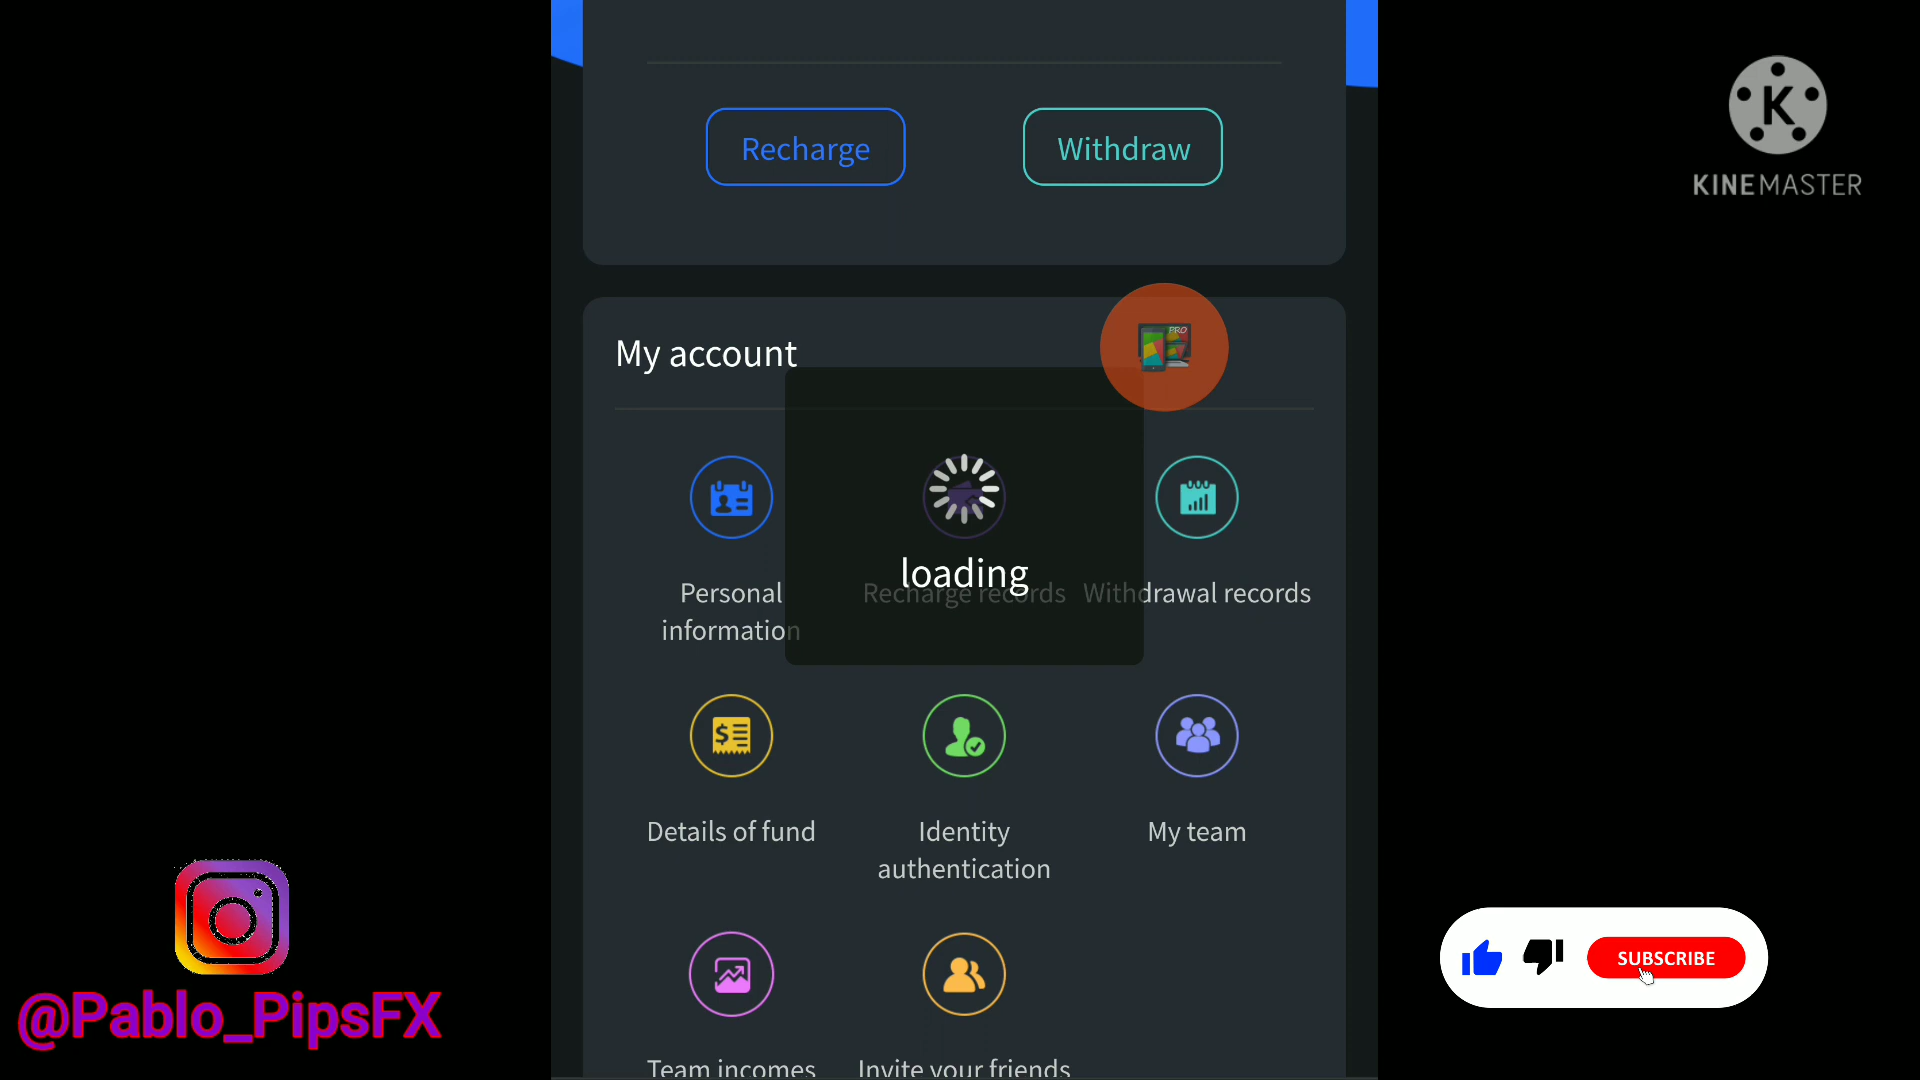 Recharge
Withdraw
KINEMASTER
My account
PRO
loading
Personal
information
Recharge records
Withdrawal records
Details of fund
Identity
authentication
My team
Team incomes
Invite your friends
@Pablo_PipsFX
SUBSCRIBE